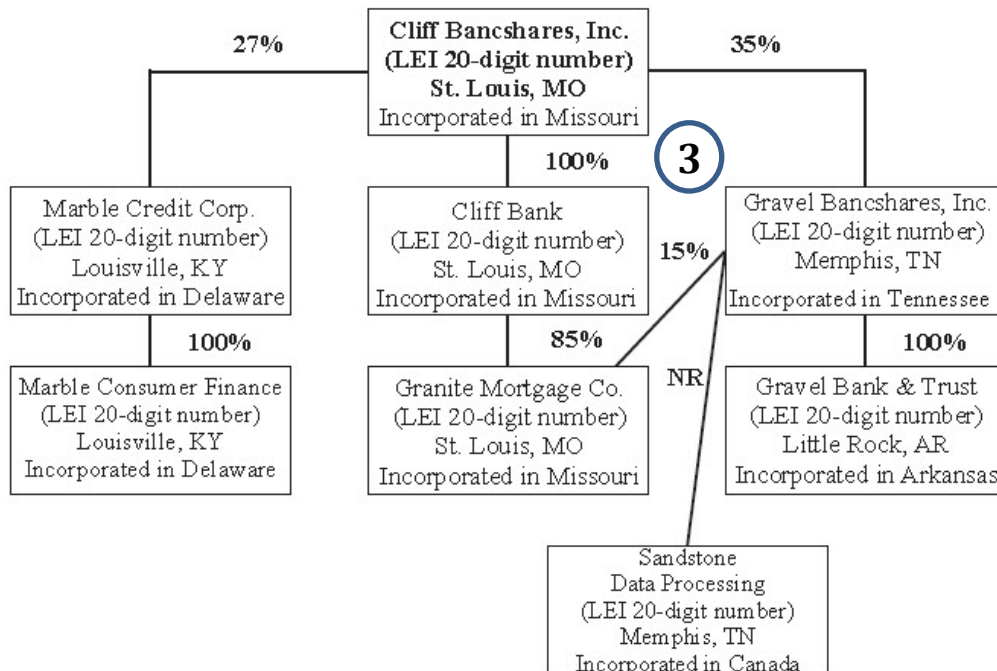 27%
Cliff Bancshares, Inc.
(LEI 20-digit number)
St. Louis, MO
Incorporated in Missouri
35%
100%
3
Marble Credit Corp.
(LEI 20-digit number)
Louisville, KY
Incorporated in Delaware
Cliff Bank
(LEI 20-digit number)
St. Louis, MO
Incorporated in Missouri
15%
Gravel Bancshares, Inc.
(LEI 20-digit number)
Memphis, TN
Incorporated in Tennessee
100%
85%
NR
100%
Marble Consumer Finance
(LEI 20-digit number)
Louisville, KY
Incorporated in Delaware
Granite Mortgage Co.
(LEI 20-digit number)
St. Louis, MO
Incorporated in Missouri
Gravel Bank & Trust
(LEI 20-digit number)
Little Rock, AR
Incorporated in Arkansas
Sandstone
Data Processing
(LEI 20-digit number)
Memphis, TN
Incorporated in Canada